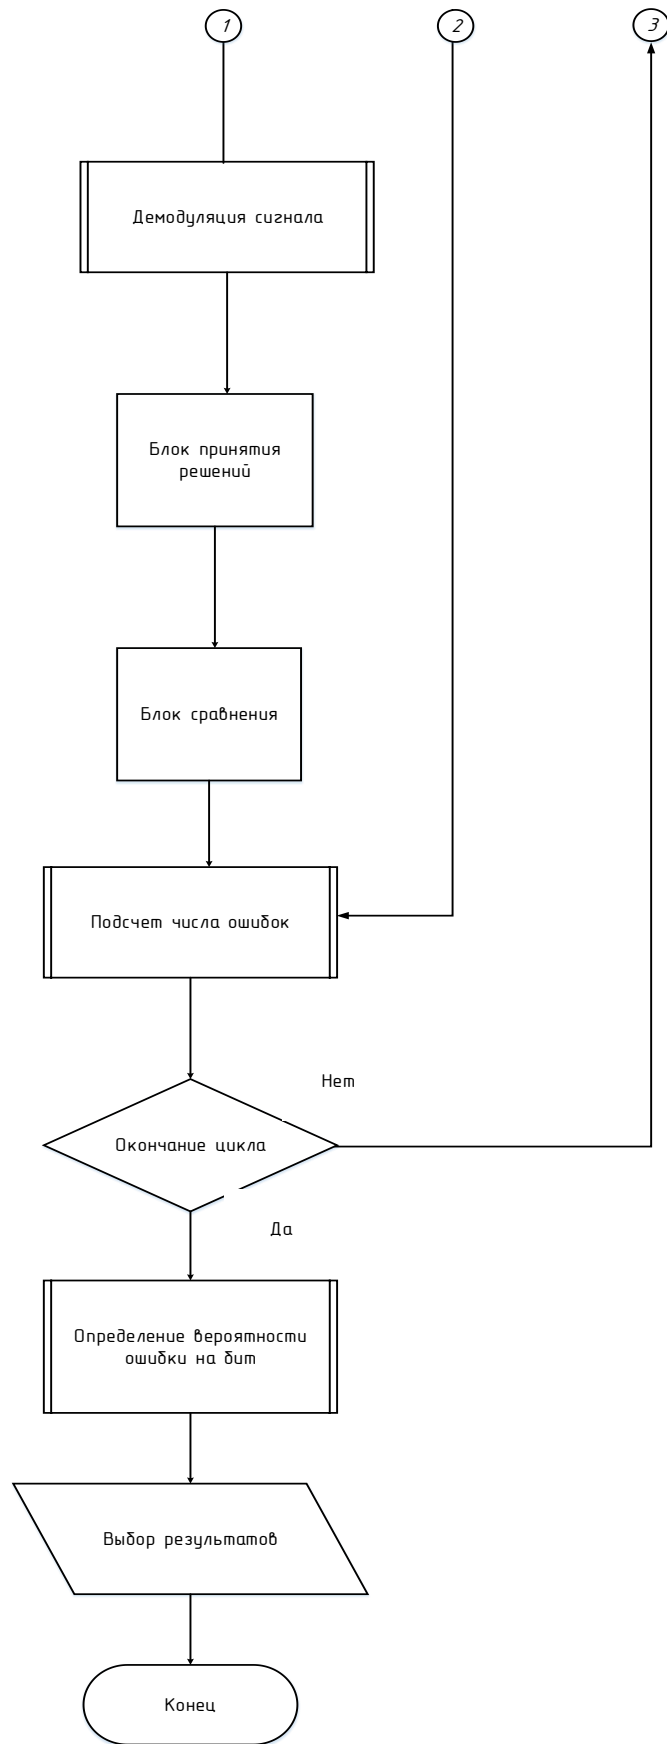 1
2
3
Демодуляция сигнала
Блок принятия
решений
Блок сравнения
Подсчет числа ошибок
Нет
Окончание цикла
Да
Определение вероятности
ошибки на бит
Выбор результатов
Конец